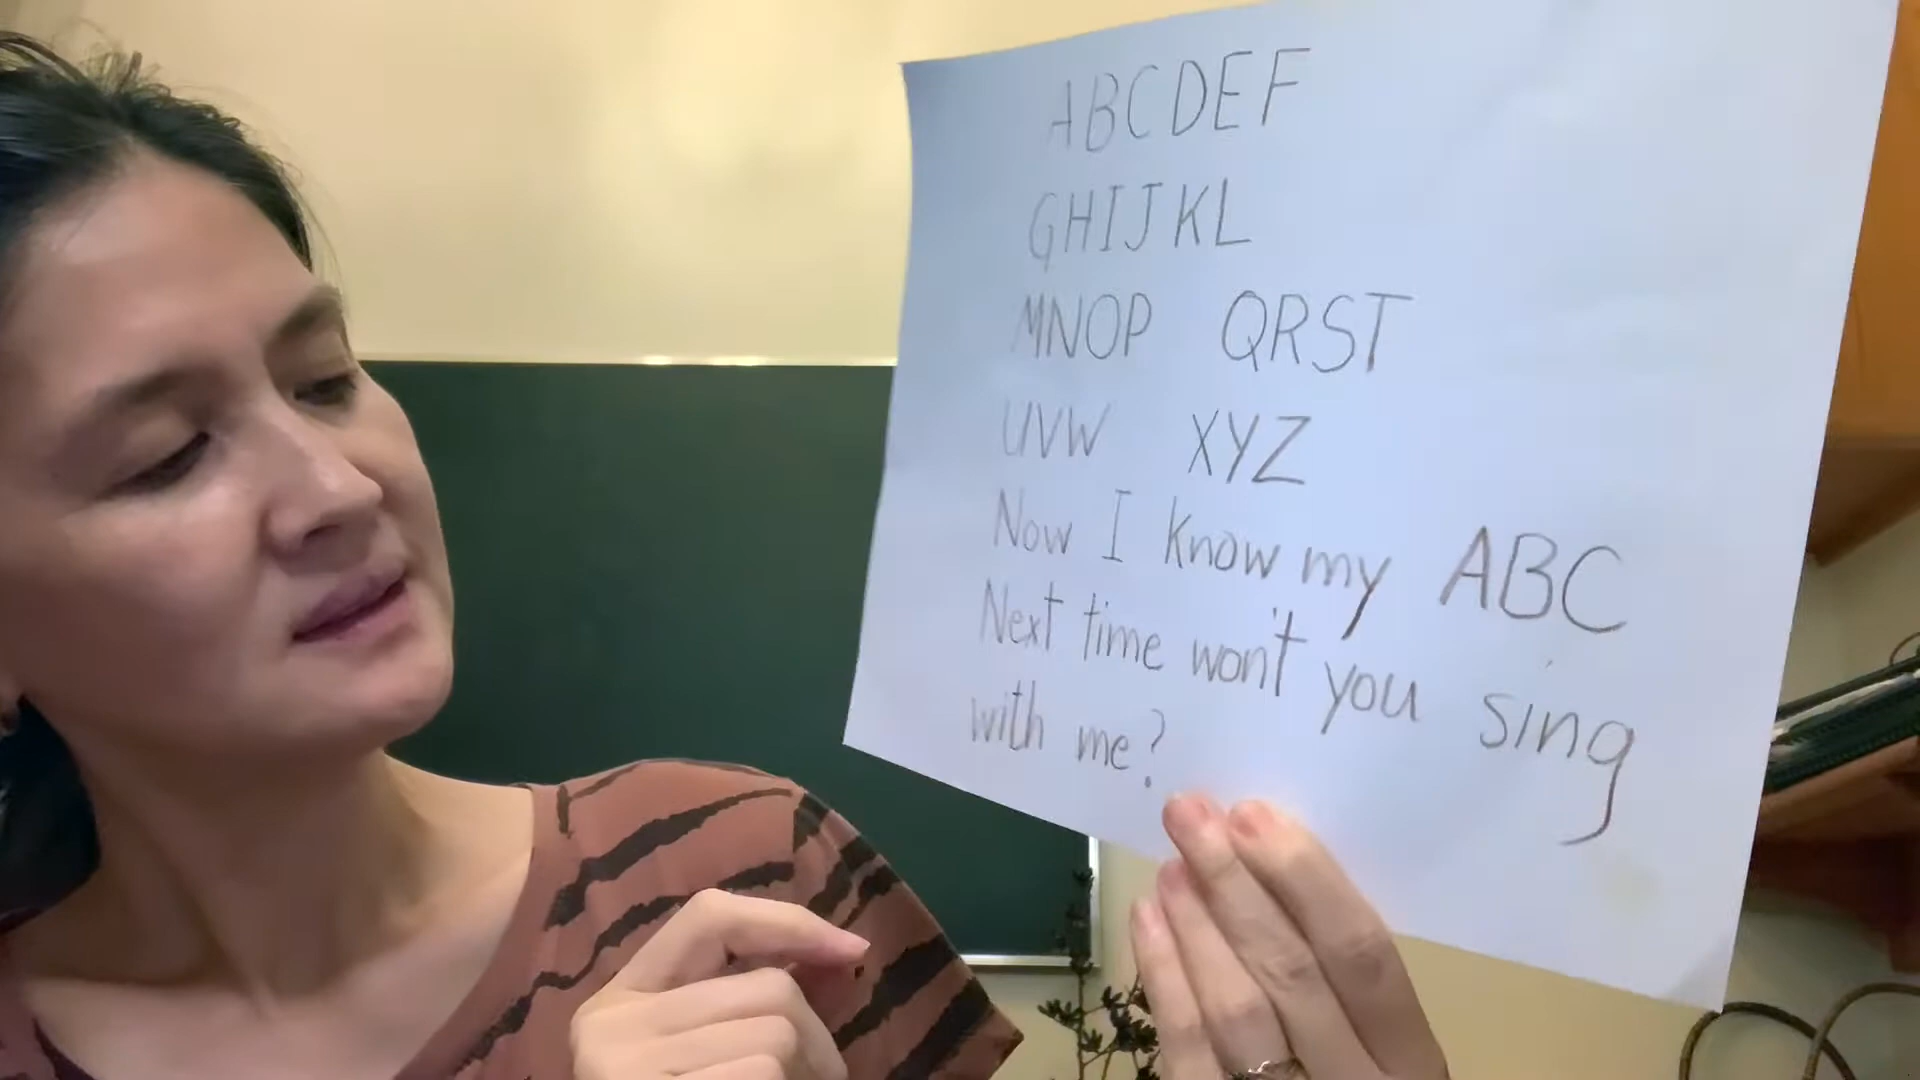 ABCDEF
GHIJKL
MNOP QRST
UVW XYZ
Now I know my ABC
Next time won't you sing
with me?